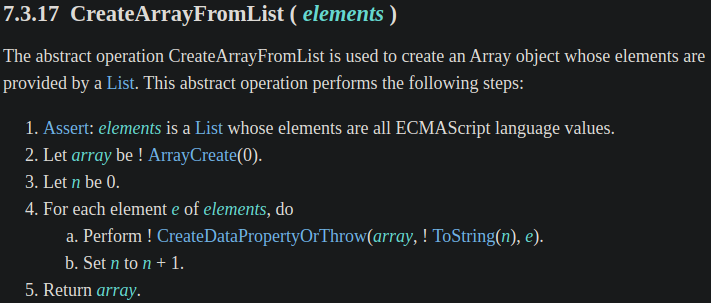 7.3.17 CreateArrayFromList ( elements )
The abstract operation CreateArrayFromList is used to create an Array object whose elements are
provided by a List. This abstract operation performs the following steps:
1. Assert: elements is a List whose elements are all ECMAScript language values.
2. Let array be ! ArrayCreate(0).
3. Let n be 0.
4. For each element e of elements, do
a. Perform ! CreateDataPropertyOrThrow(array, ! ToString(n), e).
b. Set n to n + 1.
5. Return array.